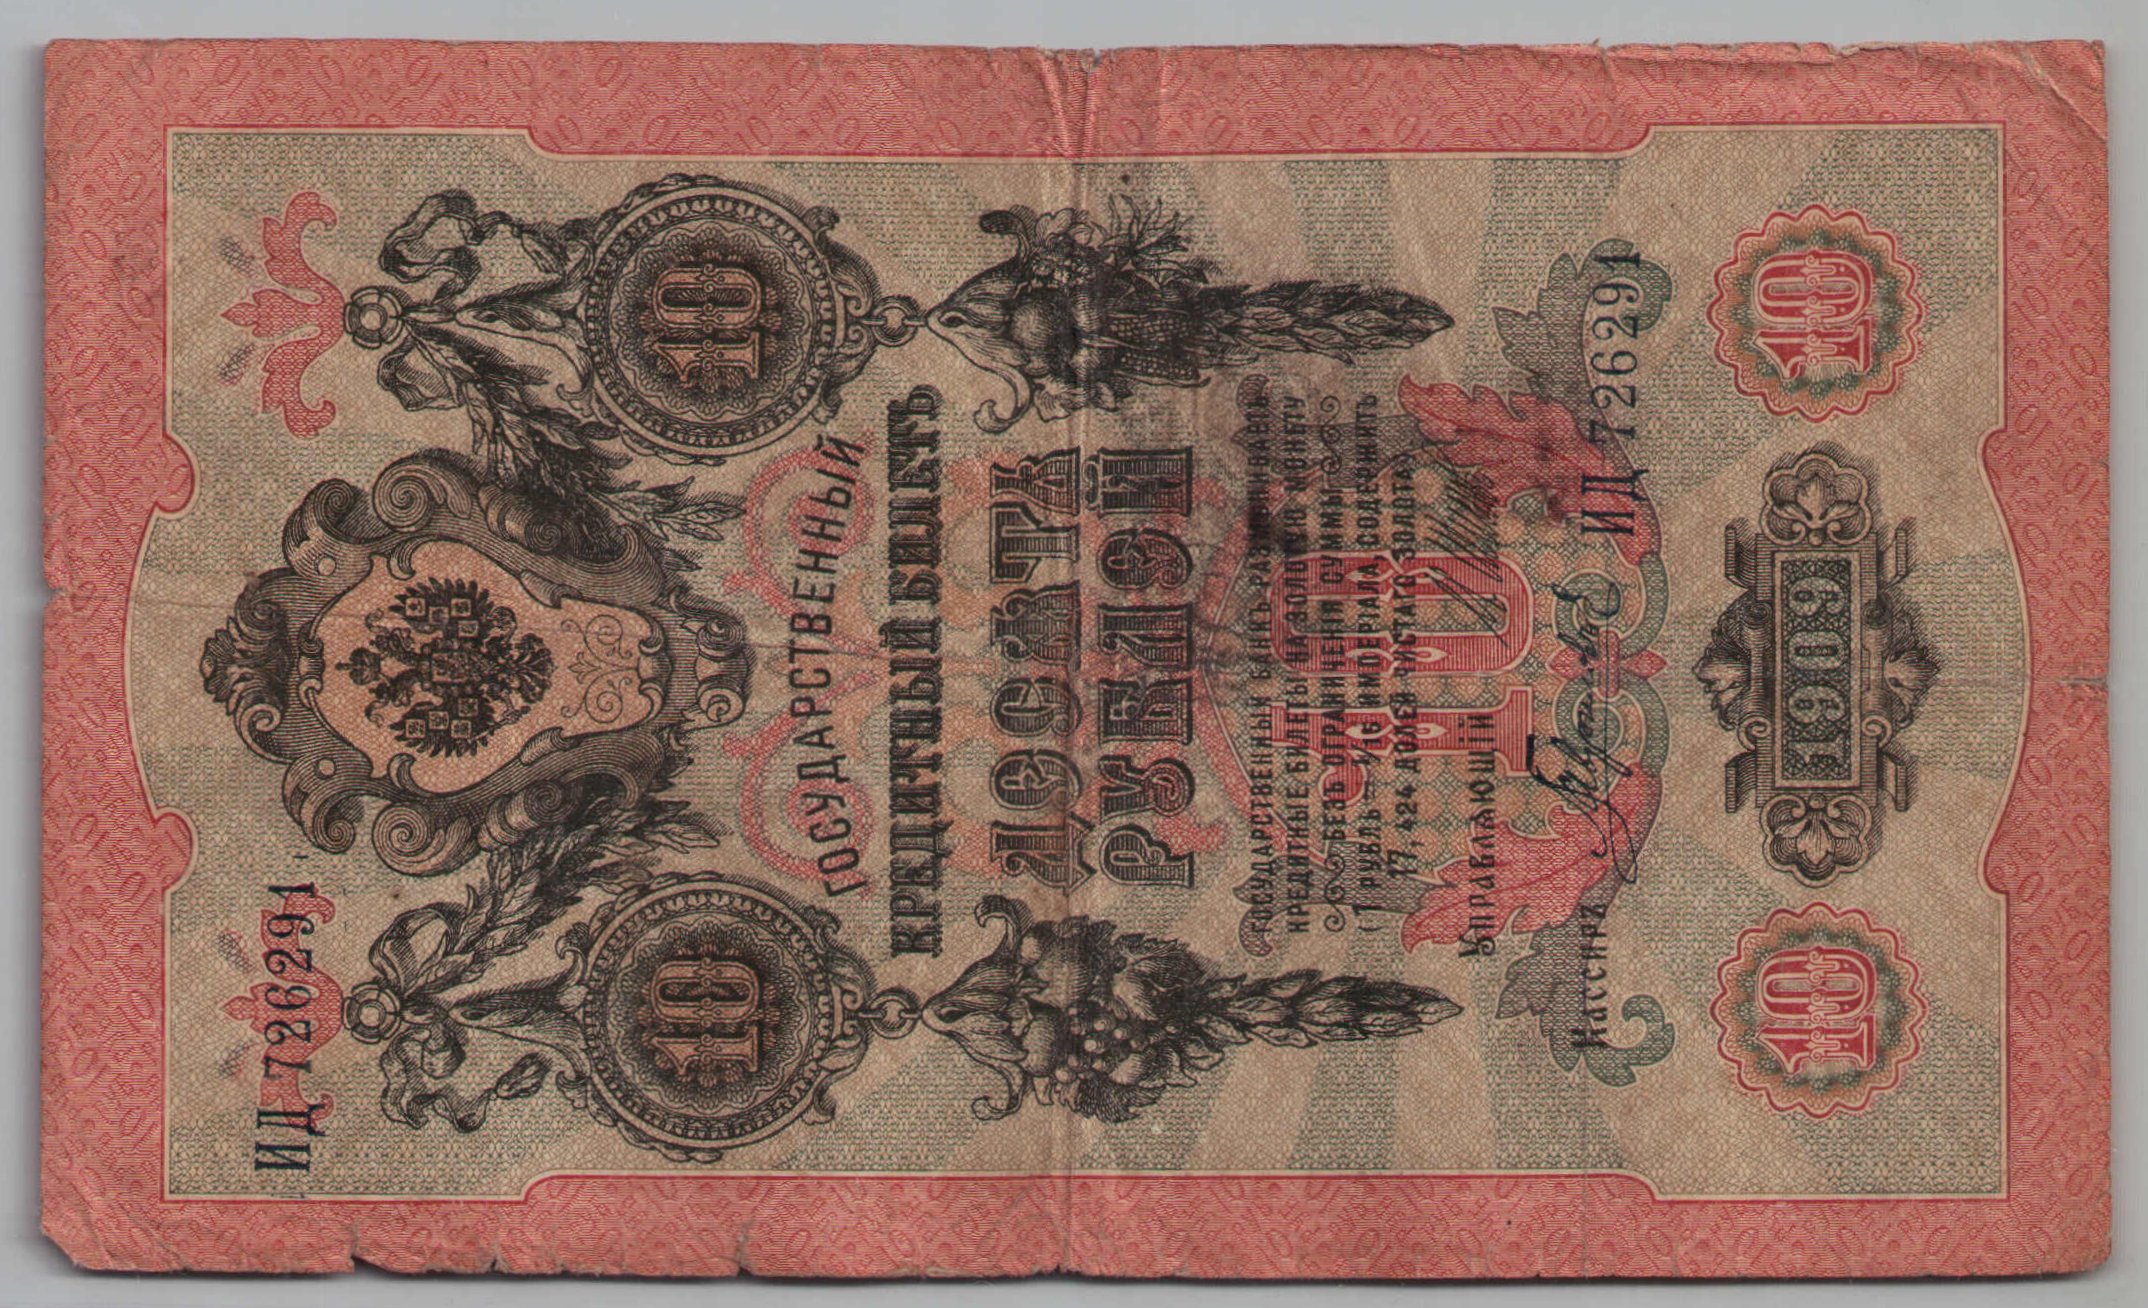 ИД 726291
10 10
ГОСУДАРСТВЕННЫЙ
КРЕДИТНЫЙ БИЛЕТЪ
ДЕСЯТЬ
РУБЛЕЙ
ГОСУДАРСТВЕННЫЙ БАНКЪ РАЗМѢНИВАЕТЪ
КРЕДИТНЫЕ БИЛЕТЫ НА ЗОЛОТУЮ МОНЕТУ
БЕЗЪ ОГРАНИЧЕНІЯ СУММЫ
(1 РУБЛЬ = 1/15 ИМПЕРІАЛА, СОДЕРЖИТЪ
17,424 ДОЛЕЙ ЧИСТАГО ЗОЛОТА).
10
Управляющій
Кассиръ
ИД 726291
10 1909 10